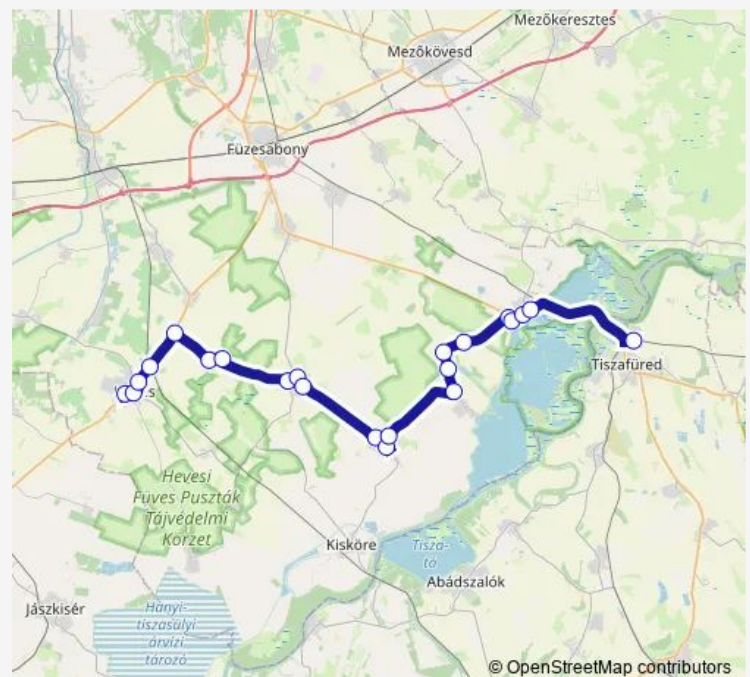 Mezőkeresztes
Mezőkövesd
Füzesabony
Tiszafüred
Hevesi
Füves Puszták
Tájvédelmi
Körzet
Kisköre
Tisza-
tó
Abádszalók
Jászkisér
Hanyi-
tiszasülyi
árvízi
tározó
© OpenStreetMap contributors